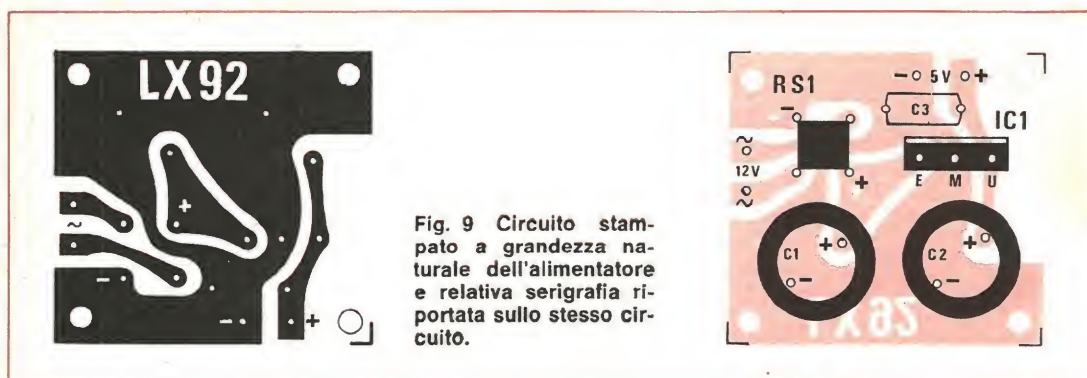 LX92
+
~
-
- +
Fig. 9 Circuito stam-
pato a grandezza na-
turale dell'alimentatore
e relativa serigrafia ri-
portata sullo stesso cir-
cuito.
- 5V +
RS1
-
C3
IC1
~
12V
~
+
E M U
C1 +
-
C2 +
-
LX92